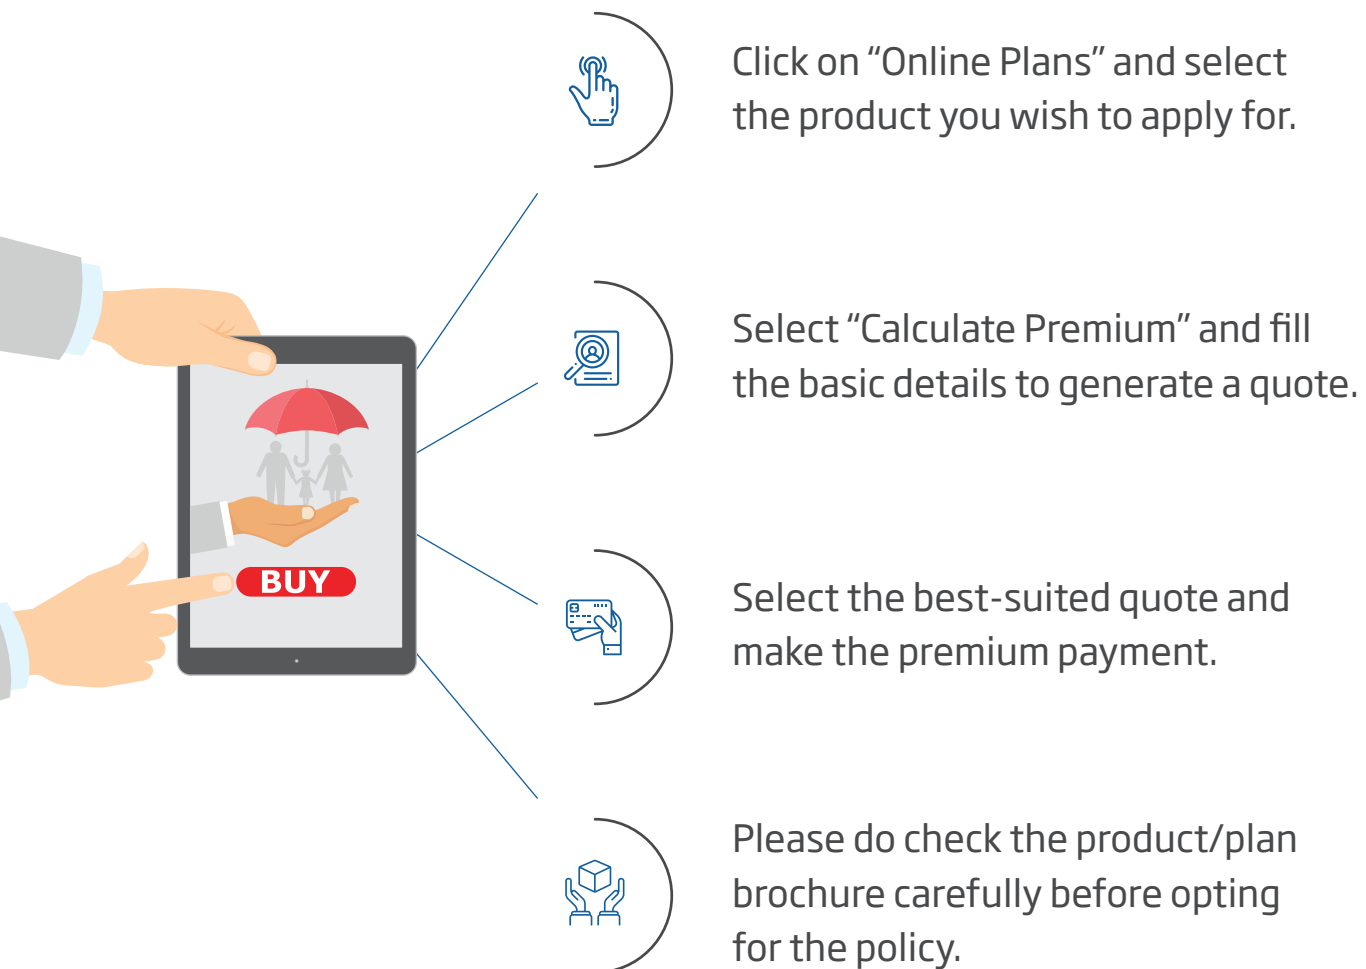 Click on “Online Plans” and select
the product you wish to apply for.
Select “Calculate Premium” and fill
the basic details to generate a quote.
BUY
Select the best-suited quote and
make the premium payment.
Please do check the product/plan
brochure carefully before opting
for the policy.